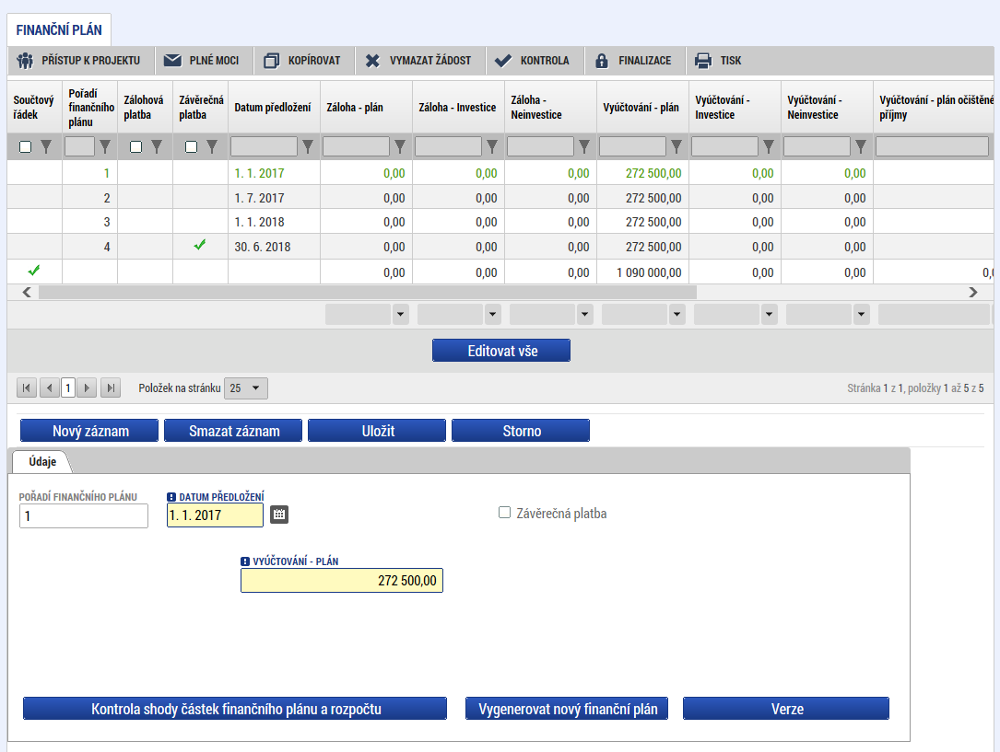 FINANČNÍ PLÁN
PŘÍSTUP K PROJEKTU PLNÉ MOCI KOPÍROVAT VYMAZAT ŽÁDOST KONTROLA FINALIZACE TISK
Součtový řádek Pořadí finančního plánu Zálohová platba Závěrečná platba Datum předložení Záloha - plán Záloha - Investice Záloha - Neinvestice Vyúčtování - plán Vyúčtování - Investice Vyúčtování - Neinvestice Vyúčtování - plán očištěné příjmy
1 1. 1. 2017 0,00 0,00 0,00 272 500,00 0,00 0,00
2 1. 7. 2017 0,00 0,00 0,00 272 500,00 0,00 0,00
3 1. 1. 2018 0,00 0,00 0,00 272 500,00 0,00 0,00
4 30. 6. 2018 0,00 0,00 0,00 272 500,00 0,00 0,00
0,00 0,00 0,00 1 090 000,00 0,00 0,00 0,
Editovat vše
1 Položek na stránku 25 Stránka 1 z 1, položky 1 až 5 z 5
Nový záznam Smazat záznam Uložit Storno
Údaje
POŘADÍ FINANČNÍHO PLÁNU DATUM PŘEDLOŽENÍ
1 1. 1. 2017 Závěrečná platba
VYÚČTOVÁNÍ - PLÁN
272 500,00
Kontrola shody částek finančního plánu a rozpočtu Vygenerovat nový finanční plán Verze